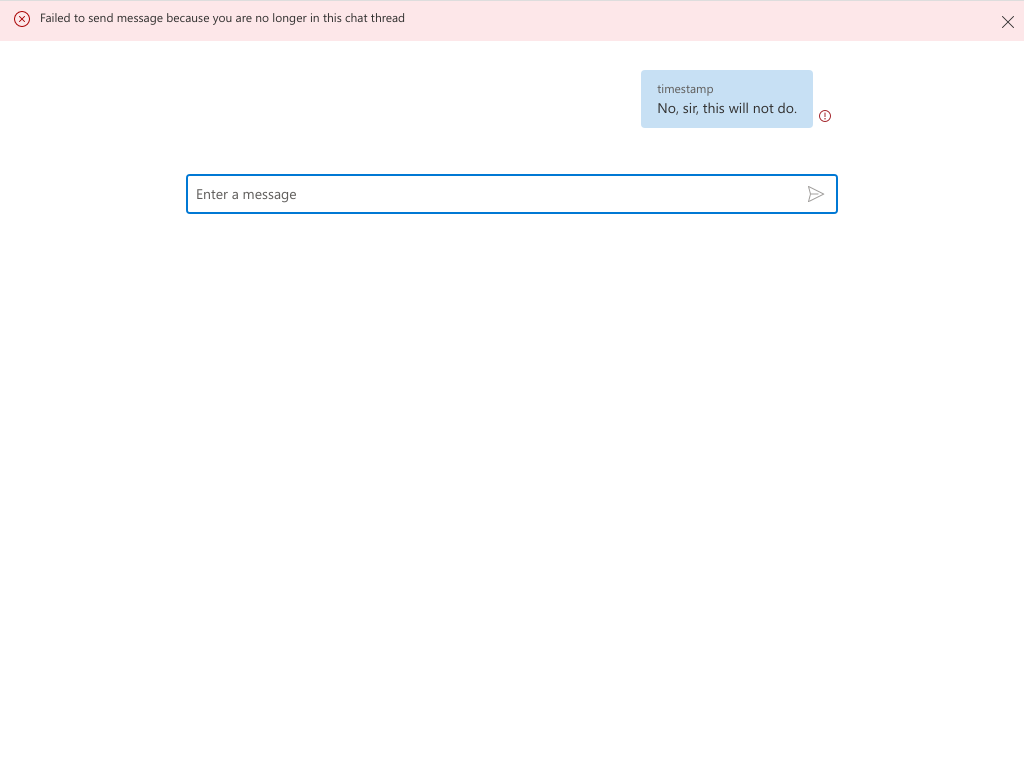 Failed to send message because you are no longer in this chat thread
timestamp
No, sir, this will not do.
Enter a message